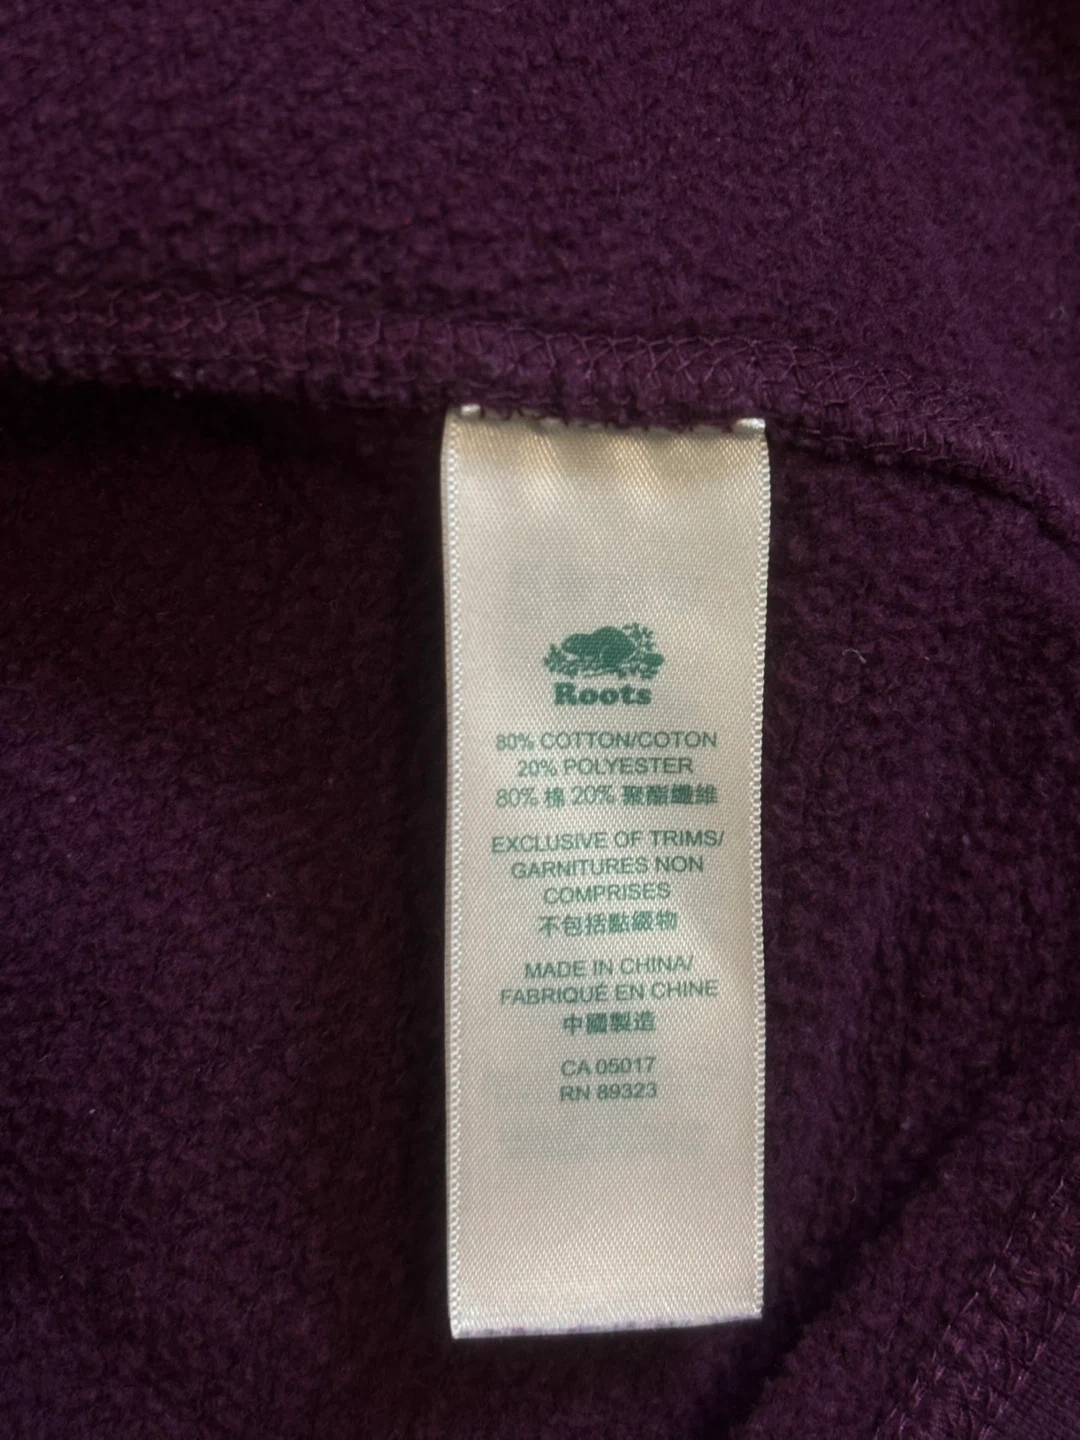 Roots
80% COTTON/COTON
20% POLYESTER
80% 棉 20% 聚酯纖維
EXCLUSIVE OF TRIMS/
GARNITURES NON
COMPRISES
不包括點綴物
MADE IN CHINA/
FABRIQUÉ EN CHINE
中國製造
CA 05017
RN 89323